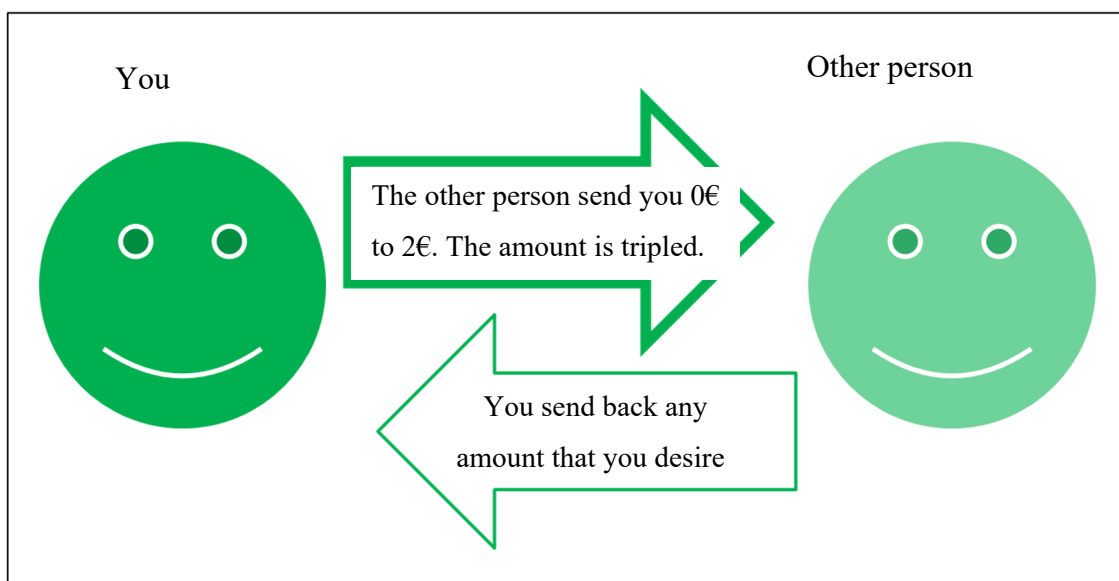 You
Other person
The other person send you 0€
to 2€. The amount is tripled.
You send back any
amount that you desire